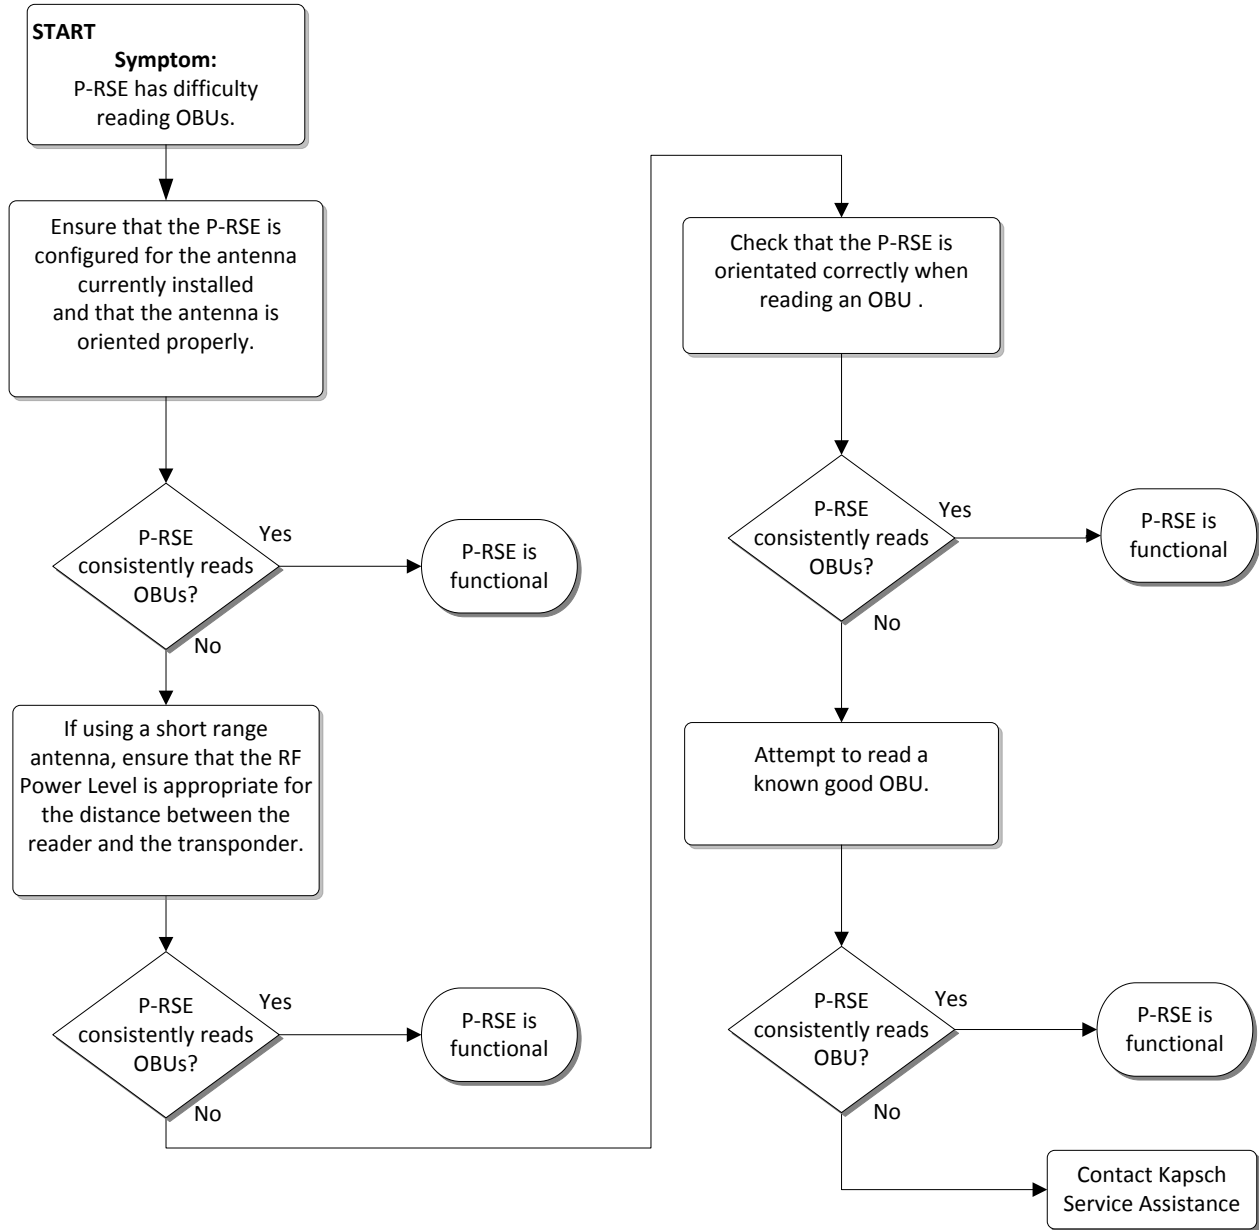 START
Symptom:
P-RSE has difficulty
reading OBUs.
Ensure that the P-RSE is
configured for the antenna
currently installed
and that the antenna is
oriented properly.
P-RSE
consistently reads
OBUs?
Yes
P-RSE is
functional
No
If using a short range
antenna, ensure that the RF
Power Level is appropriate for
the distance between the
reader and the transponder.
P-RSE
consistently reads
OBUs?
Yes
P-RSE is
functional
No
Check that the P-RSE is
orientated correctly when
reading an OBU .
P-RSE
consistently reads
OBUs?
Yes
P-RSE is
functional
No
Attempt to read a
known good OBU.
P-RSE
consistently reads
OBU?
Yes
P-RSE is
functional
No
Contact Kapsch
Service Assistance